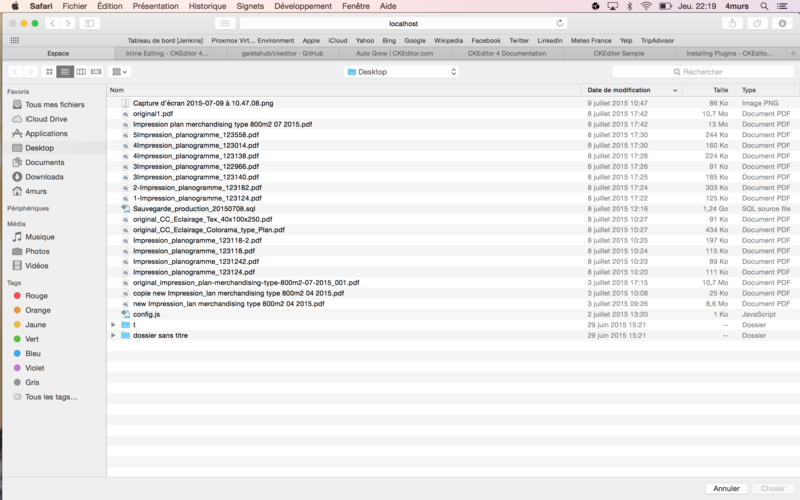 Safari Fichier Édition Présentation Historique Signets Développement Fenêtre Aide Jeu. 22:19 4murs
localhost
Tableau de bord [Jenkins] Proxmox Virt… Environment Apple iCloud Yahoo Bing Google Wikipedia Facebook Twitter LinkedIn Meteo France Yelp TripAdvisor
Espace Inline Editing - CKEditor 4… galetahub/ckeditor - GitHub Auto Grow | CKEditor.com CKEditor 4 Documentation CKEditor Sample Installing Plugins - CKEdito…
Desktop Rechercher
Favoris
Tous mes fichiers
iCloud Drive
Applications
Desktop
Documents
Downloads
4murs
Périphériques
Média
Musique
Photos
Vidéos
Tags
Rouge
Orange
Jaune
Vert
Bleu
Violet
Gris
Tous les tags…
Nom Date de modification Taille Type
Capture d'écran 2015-07-09 à 10.47.08.png 9 juillet 2015 10:47 86 Ko Image PNG
original1.pdf 8 juillet 2015 17:42 10,7 Mo Document PDF
Impression plan merchandising type 800m2 07 2015.pdf 8 juillet 2015 17:42 13 Mo Document PDF
5Impression_planogramme_123558.pdf 8 juillet 2015 17:30 244 Ko Document PDF
4Impression_planogramme_123014.pdf 8 juillet 2015 17:30 160 Ko Document PDF
4Impression_planogramme_123138.pdf 8 juillet 2015 17:26 224 Ko Document PDF
3Impression_planogramme_122966.pdf 8 juillet 2015 17:26 91 Ko Document PDF
3Impression_planogramme_123140.pdf 8 juillet 2015 17:25 185 Ko Document PDF
2-Impression_planogramme_123182.pdf 8 juillet 2015 17:24 303 Ko Document PDF
1-Impression_planogramme_123124.pdf 8 juillet 2015 17:22 125 Ko Document PDF
Sauvegarde_production_20150708.sql 8 juillet 2015 12:16 1,24 Go SQL source file
original_CC_Eclairage_Tex_40x100x250.pdf 8 juillet 2015 10:27 91 Ko Document PDF
original_CC_Eclairage_Colorama_type_Plan.pdf 8 juillet 2015 10:27 434 Ko Document PDF
Impression_planogramme_123118-2.pdf 8 juillet 2015 10:25 197 Ko Document PDF
Impression_planogramme_123118.pdf 8 juillet 2015 10:24 115 Ko Document PDF
Impression_planogramme_1231242.pdf 8 juillet 2015 10:23 89 Ko Document PDF
Impression_planogramme_123124.pdf 8 juillet 2015 10:20 111 Ko Document PDF
original_impression_plan-merchandising-type-800m2-07-2015_001.pdf 3 juillet 2015 17:15 10,7 Mo Document PDF
copie new Impression_lan merchandising type 800m2 04 2015.pdf 3 juillet 2015 10:08 25 Ko Document PDF
new Impression_lan merchandising type 800m2 04 2015.pdf 3 juillet 2015 09:26 8,6 Mo Document PDF
config.js 2 juillet 2015 13:20 1 Ko JavaScript
t 29 juin 2015 15:21 -- Dossier
dossier sans titre 29 juin 2015 15:21 -- Dossier
Annuler Choisir